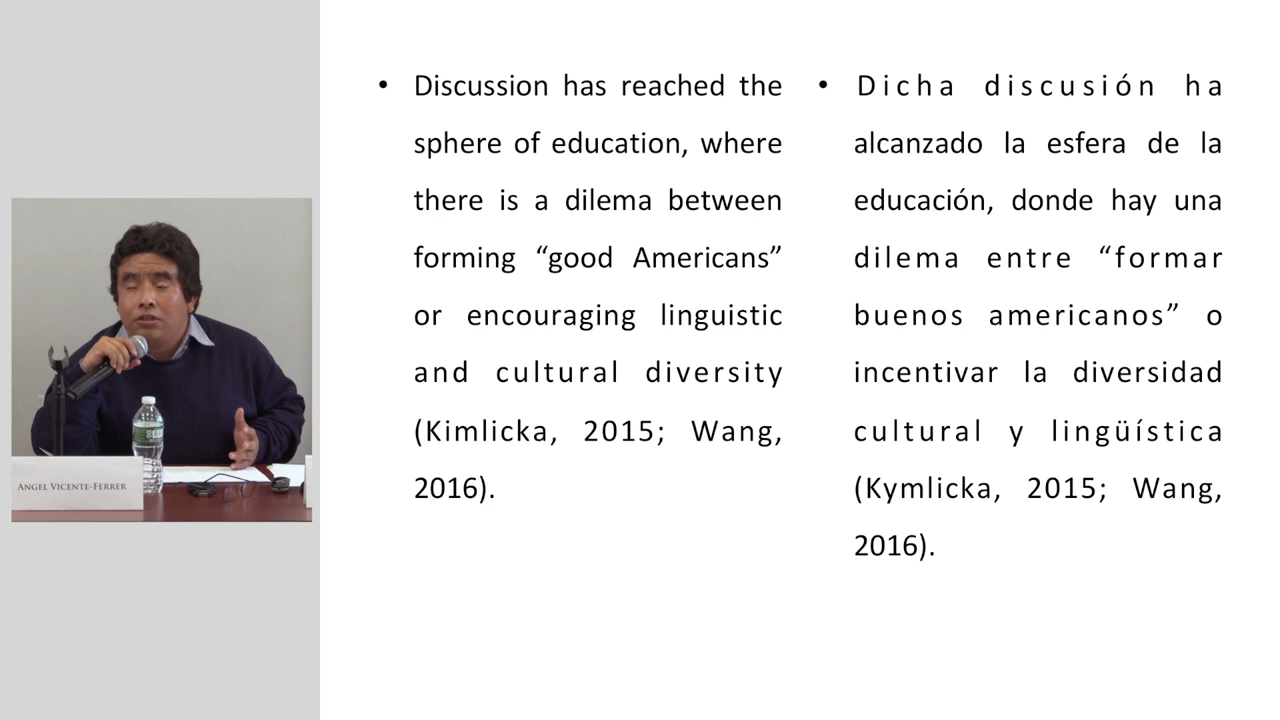 • Discussion has reached the
sphere of education, where
there is a dilema between
forming “good Americans”
or encouraging linguistic
and cultural diversity
(Kimlicka, 2015; Wang,
2016).
• Dicha discusión ha
alcanzado la esfera de la
educación, donde hay una
dilema entre “formar
buenos americanos” o
incentivar la diversidad
cultural y lingüística
(Kymlicka, 2015; Wang,
2016).
ANGEL VICENTE-FERRER